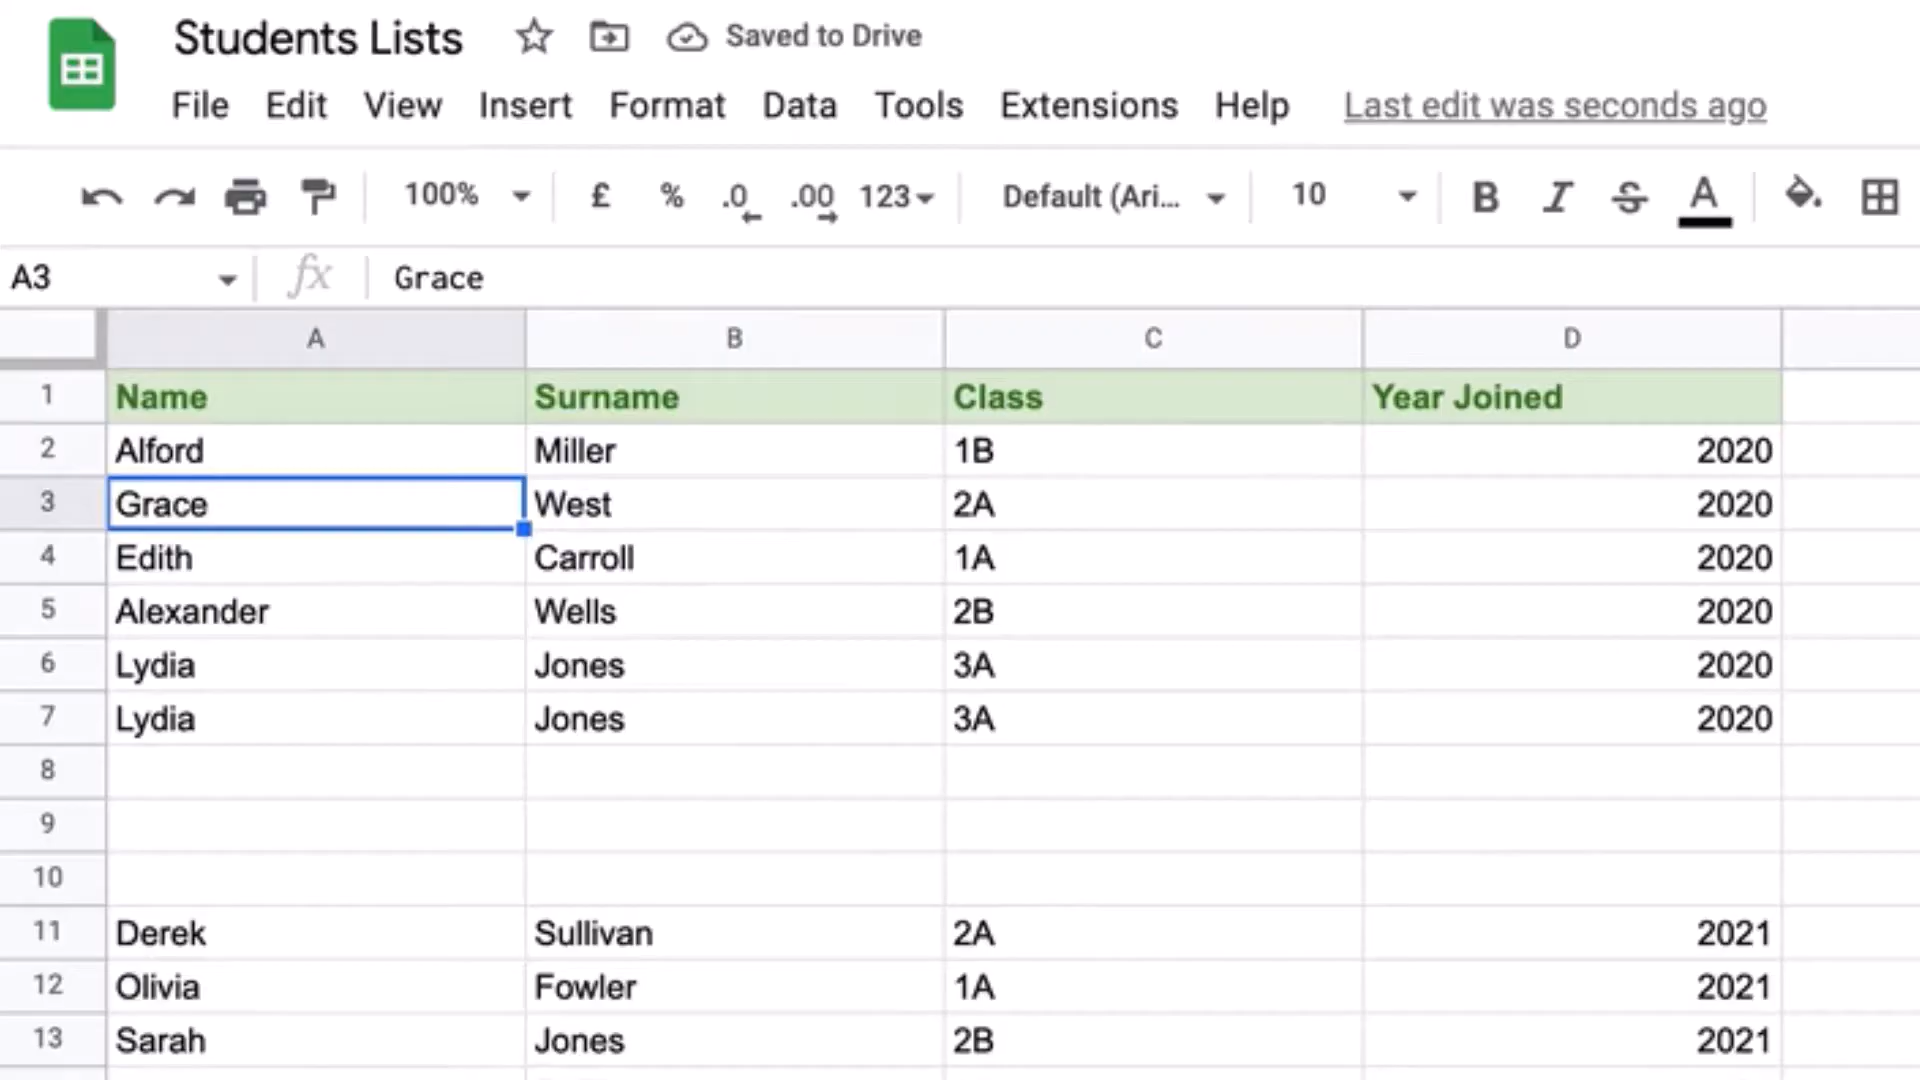 Students Lists Saved to Drive
File Edit View Insert Format Data Tools Extensions Help Last edit was seconds ago
100% £ % .0 .00 123 Default (Ari... 10 B I S A
A3 fx Grace
A B C D
1 Name Surname Class Year Joined
2 Alford Miller 1B 2020
3 Grace West 2A 2020
4 Edith Carroll 1A 2020
5 Alexander Wells 2B 2020
6 Lydia Jones 3A 2020
7 Lydia Jones 3A 2020
8
9
10
11 Derek Sullivan 2A 2021
12 Olivia Fowler 1A 2021
13 Sarah Jones 2B 2021